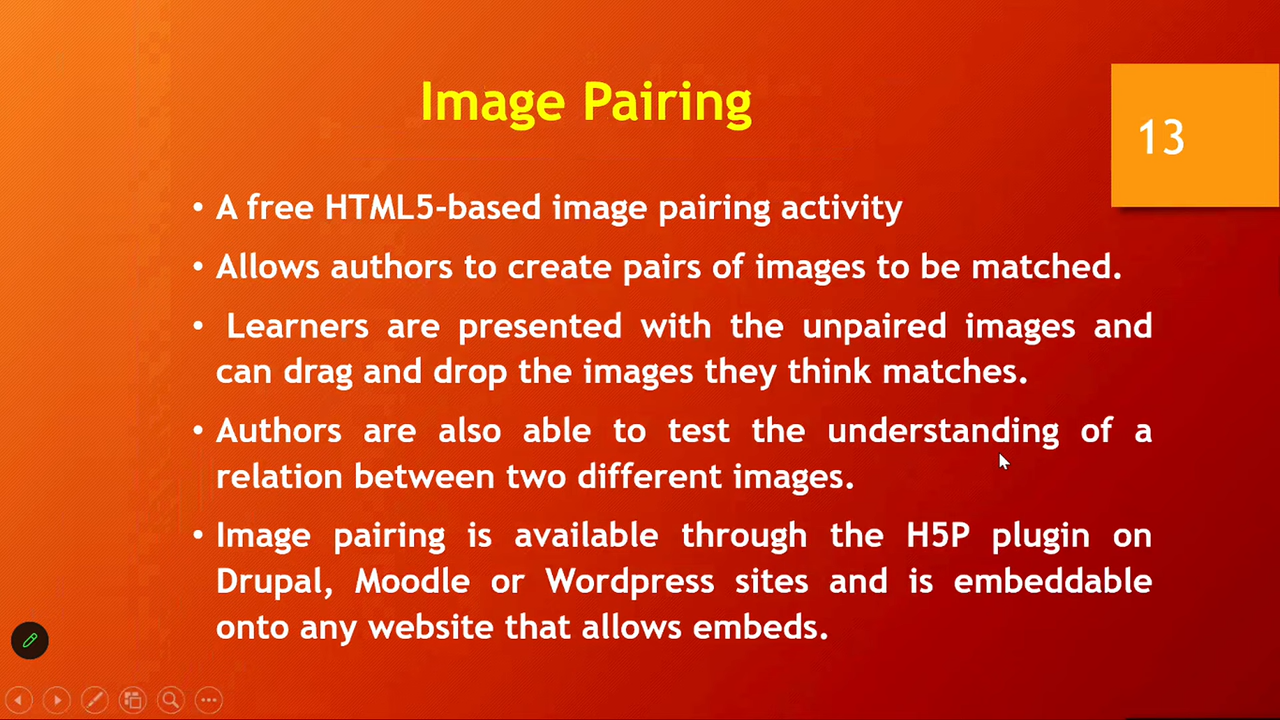 Image Pairing
13
• A free HTML5-based image pairing activity
• Allows authors to create pairs of images to be matched.
• Learners are presented with the unpaired images and
can drag and drop the images they think matches.
• Authors are also able to test the understanding of a
relation between two different images.
• Image pairing is available through the H5P plugin on
Drupal, Moodle or Wordpress sites and is embeddable
onto any website that allows embeds.